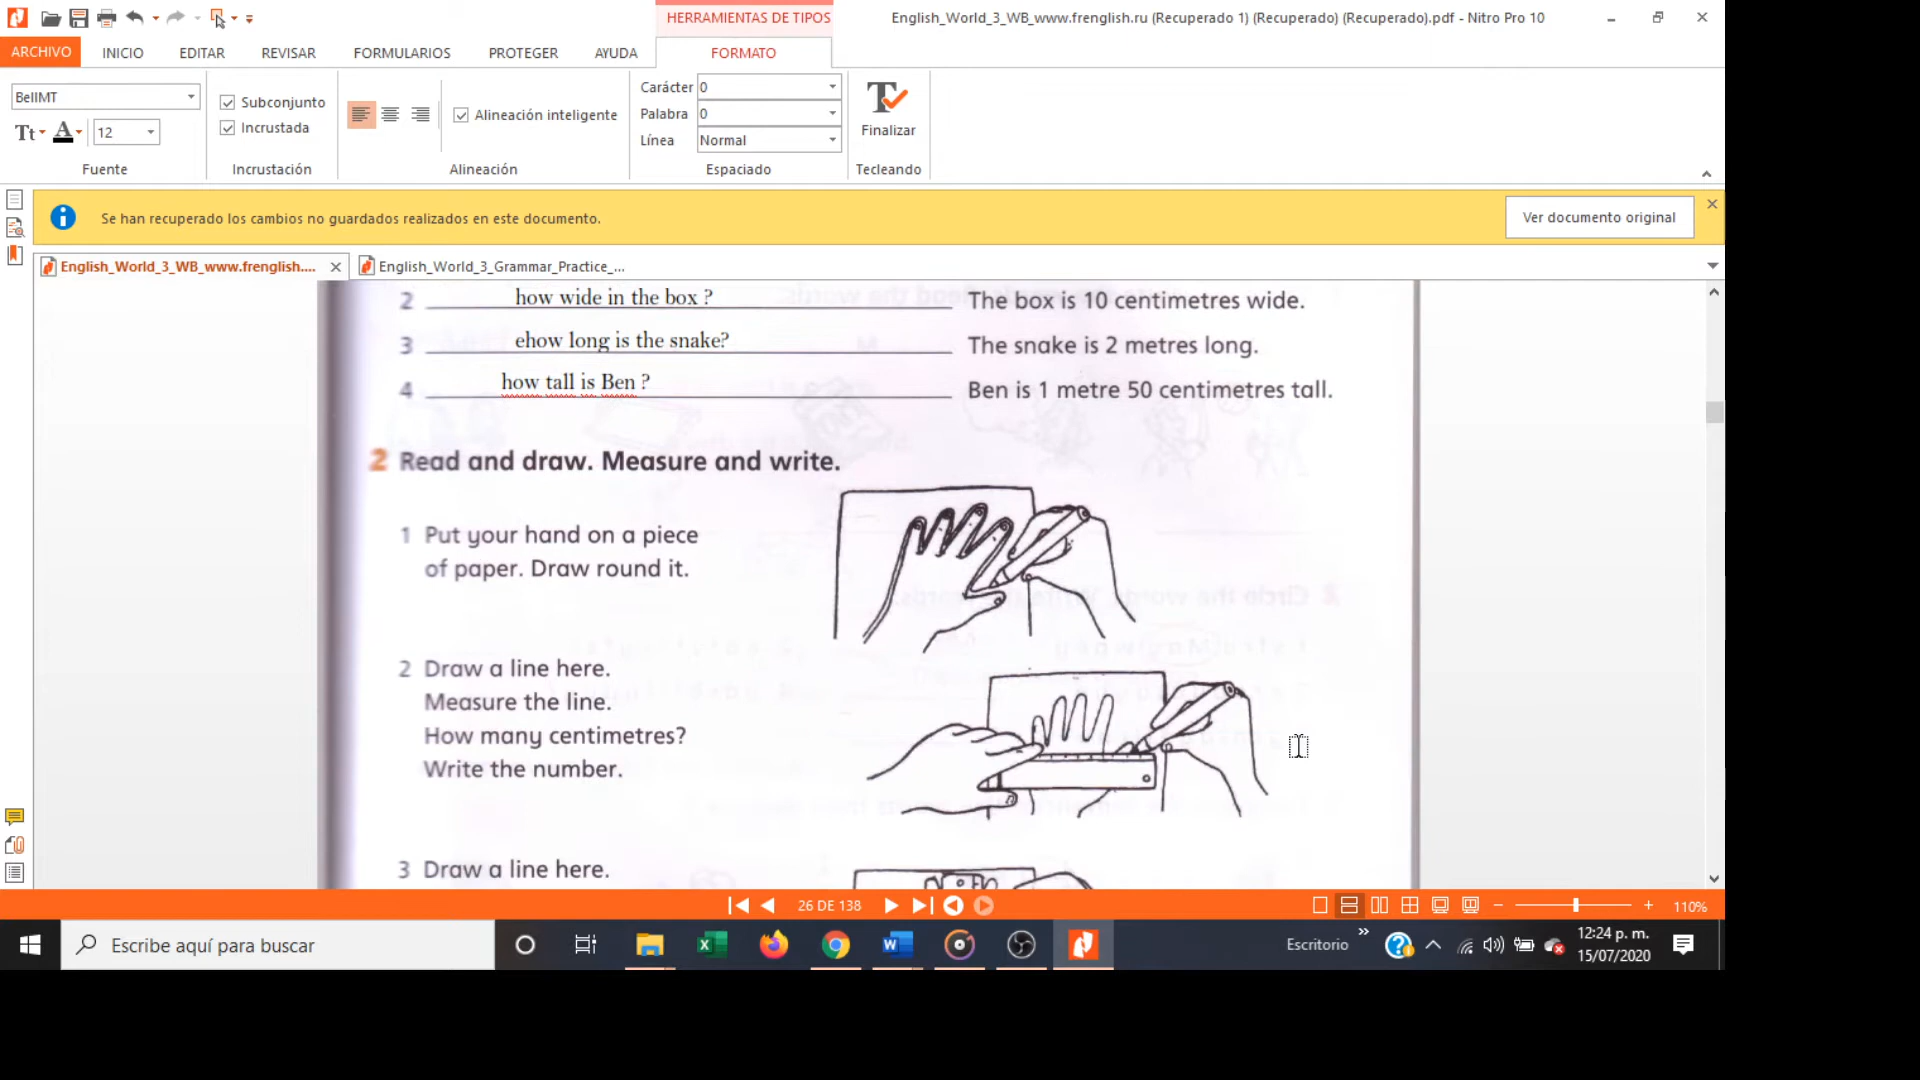 HERRAMIENTAS DE TIPOS
English_World_3_WB_www.frenglish.ru (Recuperado 1) (Recuperado) (Recuperado).pdf - Nitro Pro 10
ARCHIVO INICIO EDITAR REVISAR FORMULARIOS PROTEGER AYUDA FORMATO
BellMT
Subconjunto
Incrustada
Tt A 12
Alineación inteligente
Carácter 0
Palabra 0
Línea Normal
Finalizar
Fuente Incrustación Alineación Espaciado Tecleando
Se han recuperado los cambios no guardados realizados en este documento.
Ver documento original
English_World_3_WB_www.frenglish....
English_World_3_Grammar_Practice_...
2 how wide in the box ? The box is 10 centimetres wide.
3 ehow long is the snake? The snake is 2 metres long.
4 how tall is Ben ? Ben is 1 metre 50 centimetres tall.
2 Read and draw. Measure and write.
1 Put your hand on a piece
of paper. Draw round it.
2 Draw a line here.
Measure the line.
How many centimetres?
Write the number.
3 Draw a line here.
26 DE 138
110%
Escribe aquí para buscar
Escritorio
12:24 p. m.
15/07/2020